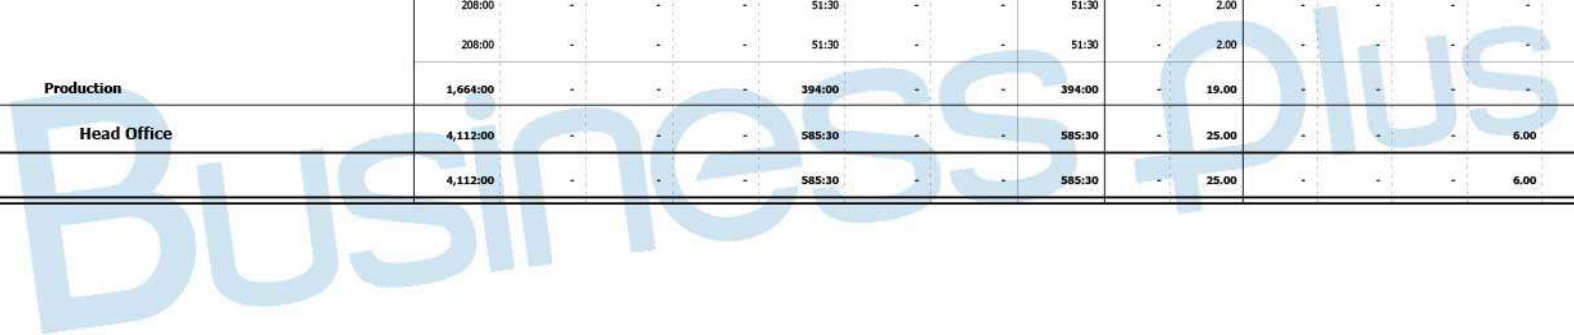 208:00 - - - 51:30 - - 51:30 - 2.00 - - - -
208:00 - - - 51:30 - - 51:30 - 2.00 - - - -
Production 1,664:00 - - - 394:00 - - 394:00 - 19.00 - - - -
Head Office 4,112:00 - - - 585:30 - - 585:30 - 25.00 - - - 6.00
4,112:00 - - - 585:30 - - 585:30 - 25.00 - - - 6.00
Business Plus